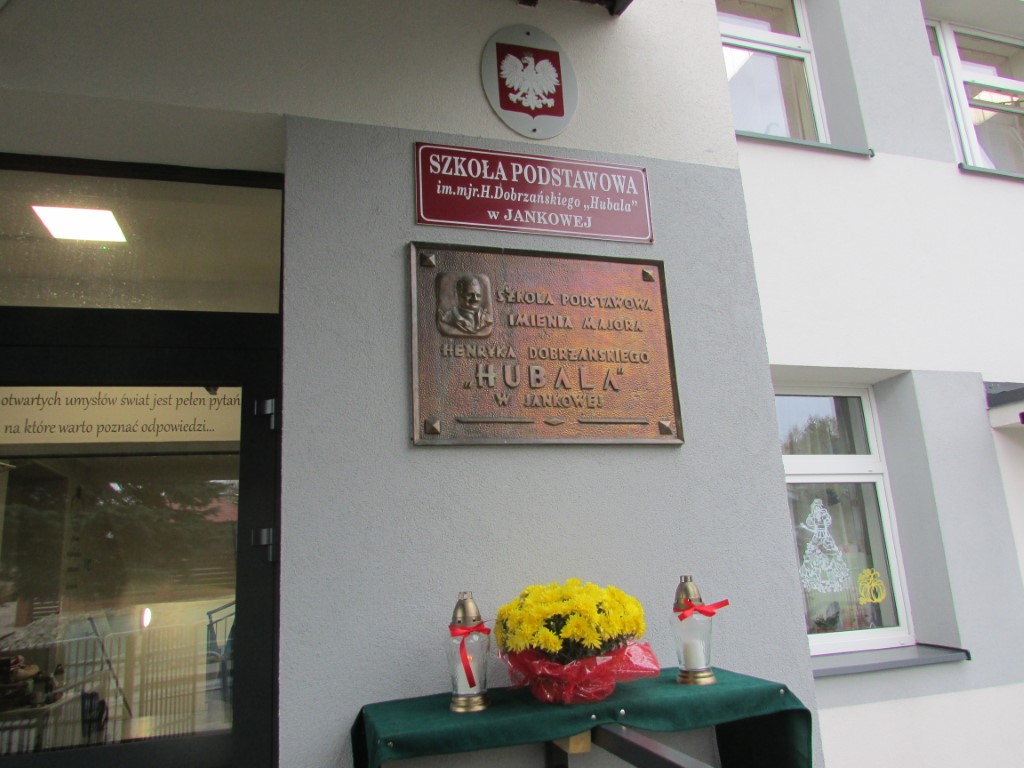 SZKOŁA PODSTAWOWA
im.mjr.H.Dobrzańskiego „Hubala”
w JANKOWEJ
SZKOŁA PODSTAWOWA
IMIENIA MAJORA
HENRYKA DOBRZAŃSKIEGO
„HUBALA”
W JANKOWEJ
otwartych umysłów świat jest pełen pytań
na które warto poznać odpowiedzi...